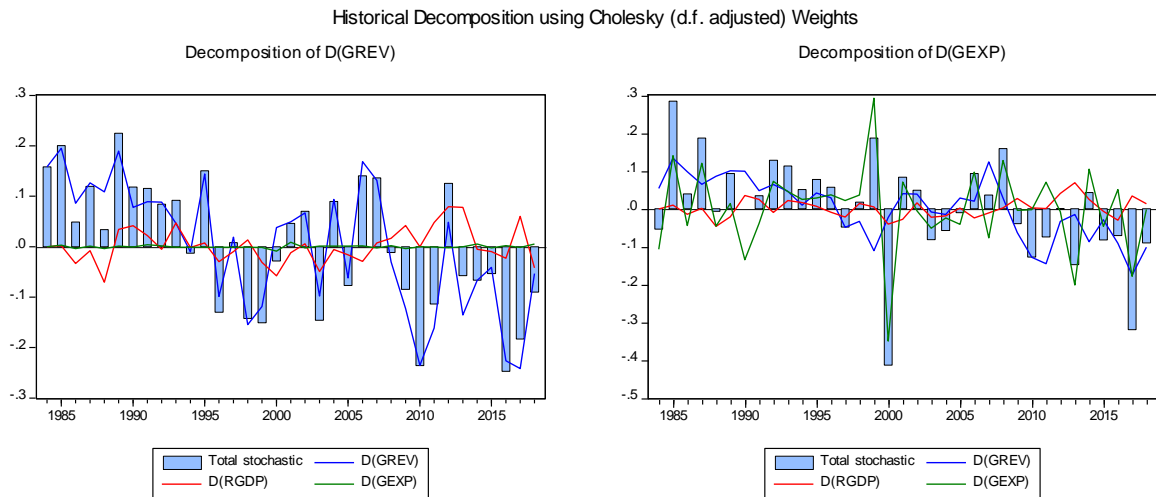 Historical Decomposition using Cholesky (d.f. adjusted) Weights
Decomposition of D(GREV)
.3
.2
.1
.0
-.1
-.2
-.3
1985 1990 1995 2000 2005 2010 2015
Total stochastic D(GREV)
D(RGDP) D(GEXP)
Decomposition of D(GEXP)
.3
.2
.1
.0
-.1
-.2
-.3
-.4
-.5
1985 1990 1995 2000 2005 2010 2015
Total stochastic D(GREV)
D(RGDP) D(GEXP)